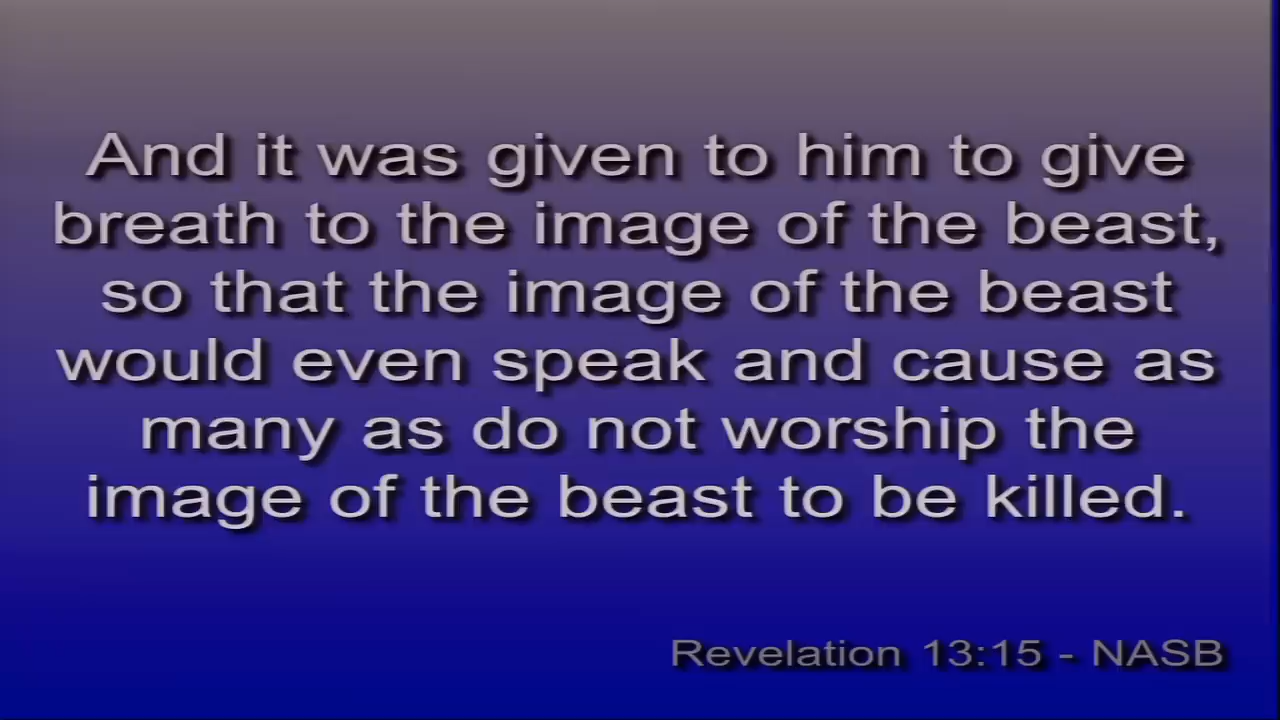 And it was given to him to give
breath to the image of the beast,
so that the image of the beast
would even speak and cause as
many as do not worship the
image of the beast to be killed.
Revelation 13:15 - NASB